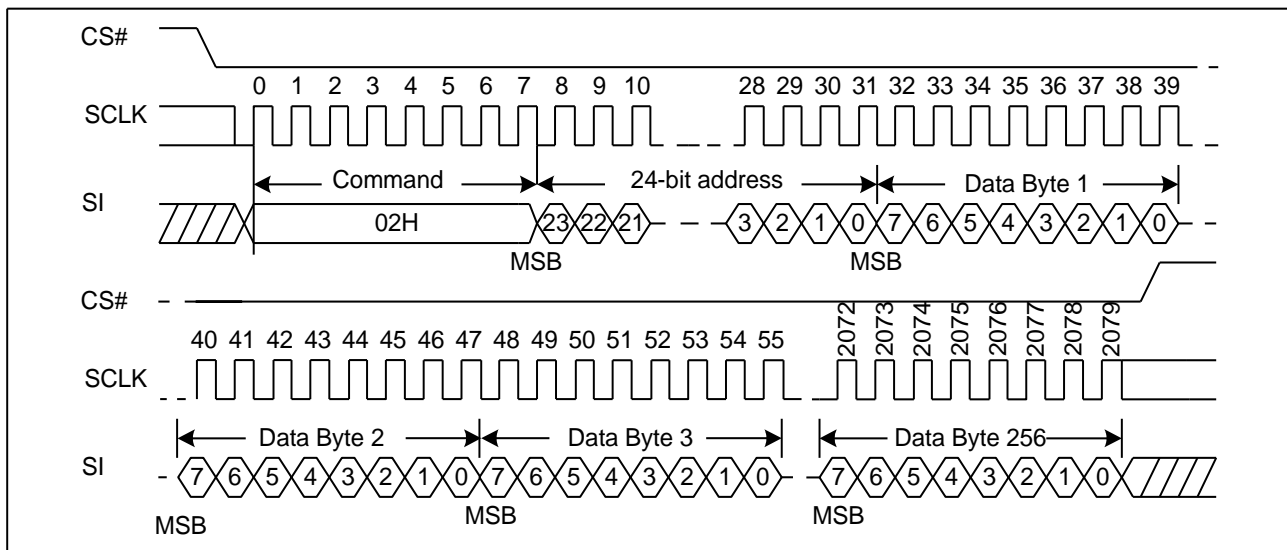 CS#
0 1 2 3 4 5 6 7 8 9 10 28 29 30 31 32 33 34 35 36 37 38 39
SCLK
Command 24-bit address Data Byte 1
SI
02H 23 22 21 3 2 1 0 7 6 5 4 3 2 1 0
MSB MSB
CS#
40 41 42 43 44 45 46 47 48 49 50 51 52 53 54 55 2072 2073 2074 2075 2076 2077 2078 2079
SCLK
Data Byte 2 Data Byte 3 Data Byte 256
SI
7 6 5 4 3 2 1 0 7 6 5 4 3 2 1 0 7 6 5 4 3 2 1 0
MSB MSB MSB